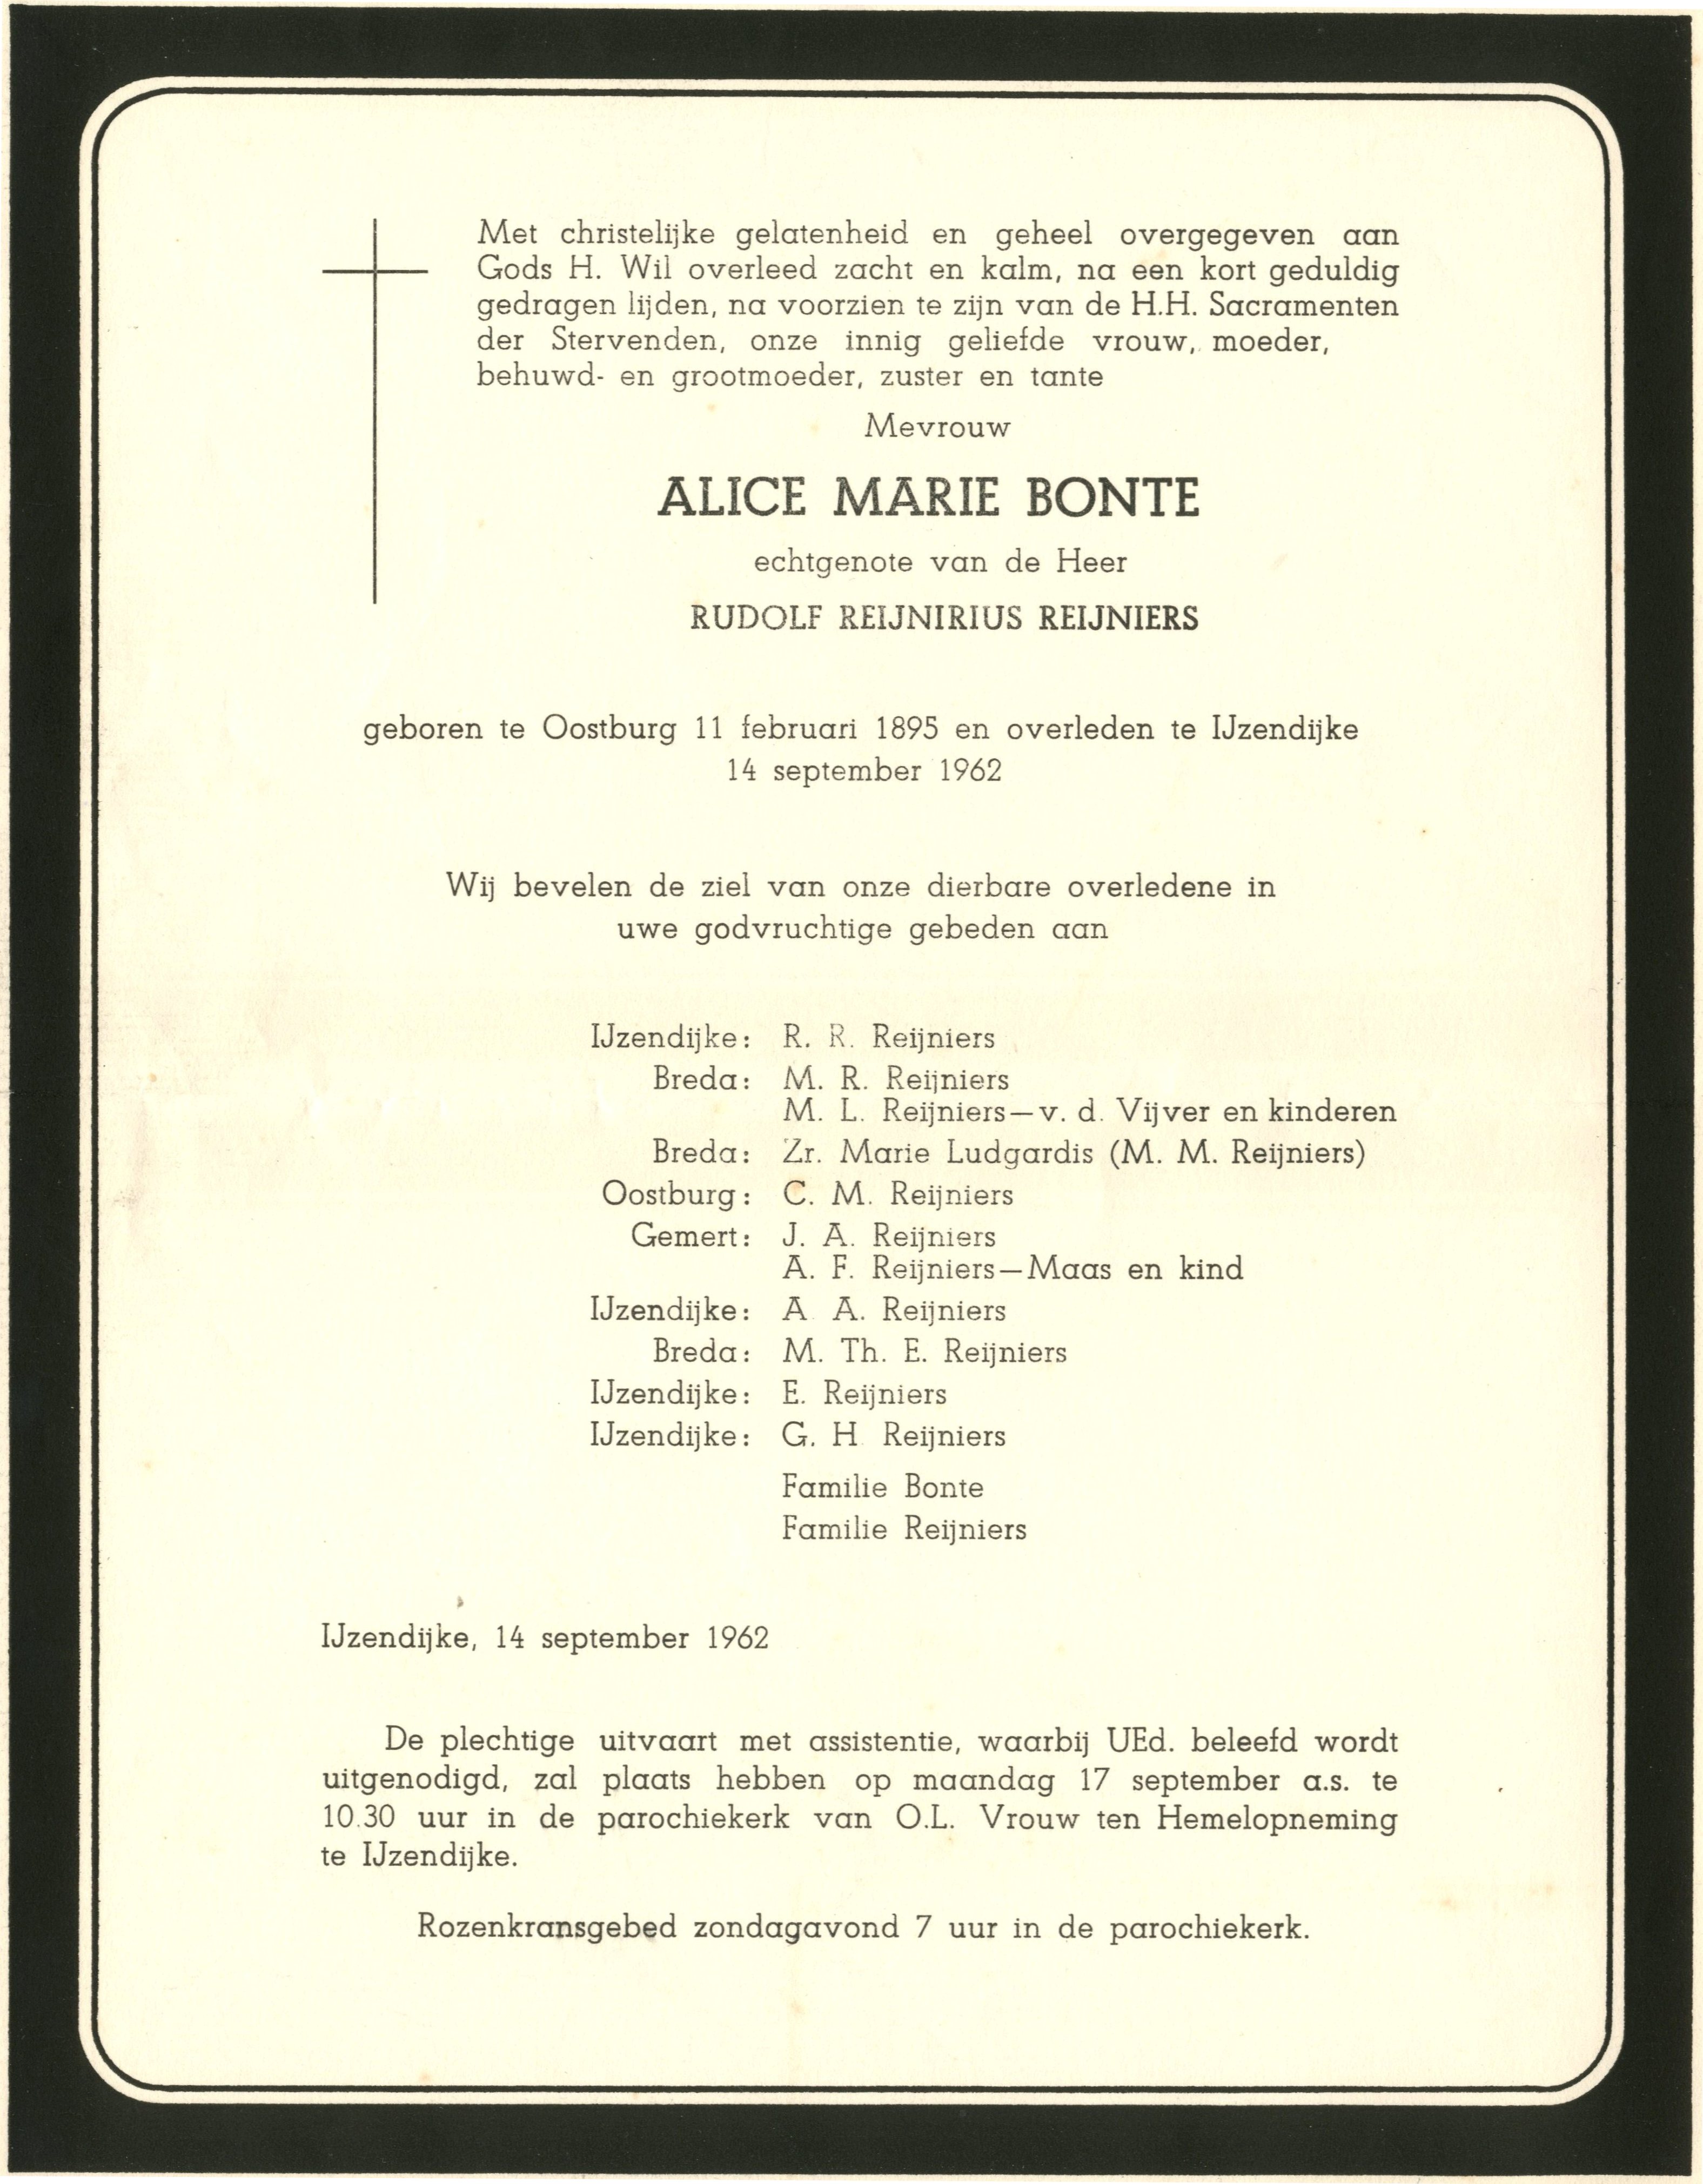 Met christelijke gelatenheid en geheel overgegeven aan
Gods H. Wil overleed zacht en kalm, na een kort geduldig
gedragen lijden, na voorzien te zijn van de H.H. Sacramenten
der Stervenden, onze innig geliefde vrouw, moeder,
behuwd- en grootmoeder, zuster en tante
Mevrouw
ALICE MARIE BONTE
echtgenote van de Heer
RUDOLF REIJNIRIUS REIJNIERS
geboren te Oostburg 11 februari 1895 en overleden te IJzendijke
14 september 1962
Wij bevelen de ziel van onze dierbare overledene in
uwe godvruchtige gebeden aan
IJzendijke: R. R. Reijniers
Breda: M. R. Reijniers
M. L. Reijniers—v. d. Vijver en kinderen
Breda: Zr. Marie Ludgardis (M. M. Reijniers)
Oostburg: C. M. Reijniers
Gemert: J. A. Reijniers
A. F. Reijniers—Maas en kind
IJzendijke: A. A. Reijniers
Breda: M. Th. E. Reijniers
IJzendijke: E. Reijniers
IJzendijke: G. H. Reijniers
Familie Bonte
Familie Reijniers
IJzendijke, 14 september 1962
De plechtige uitvaart met assistentie, waarbij UEd. beleefd wordt
uitgenodigd, zal plaats hebben op maandag 17 september a.s. te
10.30 uur in de parochiekerk van O.L. Vrouw ten Hemelopneming
te IJzendijke.
Rozenkransgebed zondagavond 7 uur in de parochiekerk.